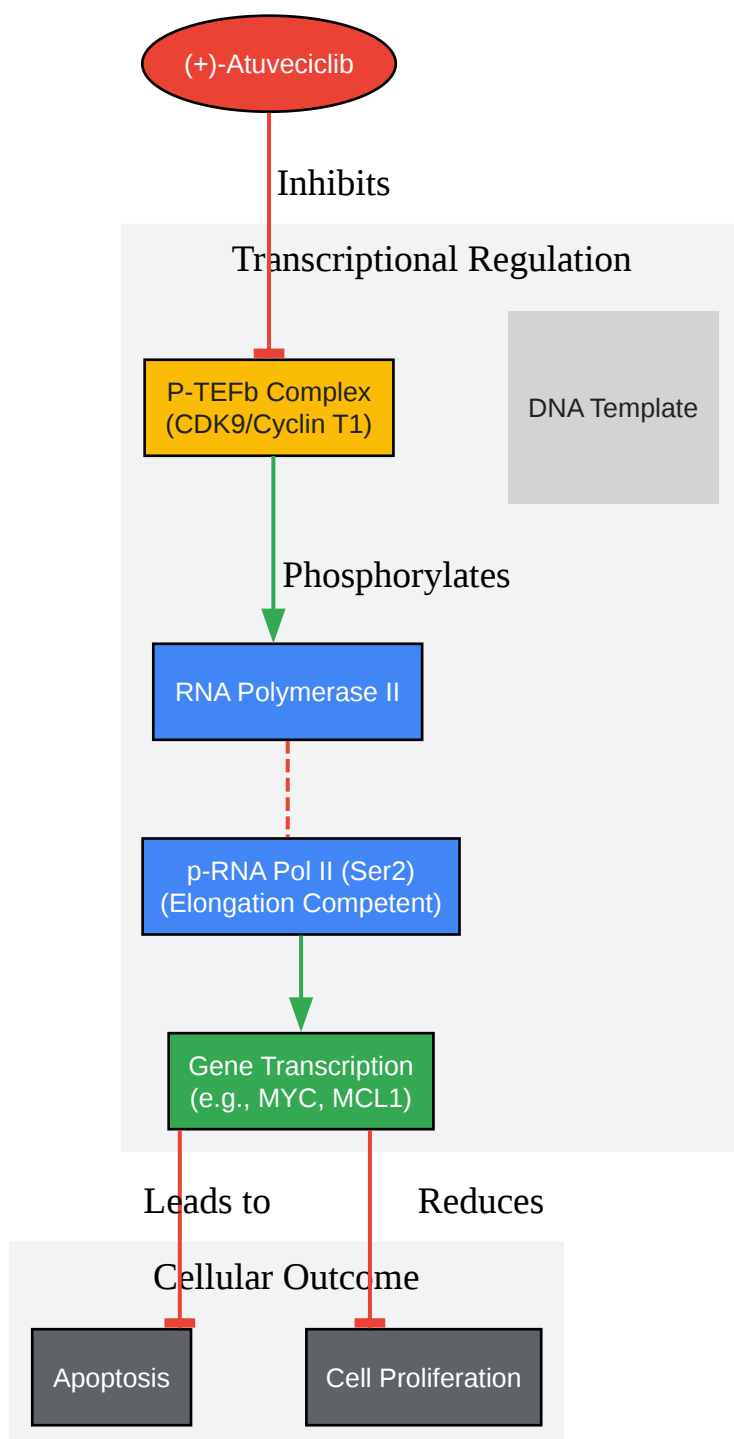 (+)-Atuveciclib
Inhibits
Transcriptional Regulation
P-TEFb Complex
(CDK9/Cyclin T1)
DNA Template
Phosphorylates
RNA Polymerase II
p-RNA Pol II (Ser2)
(Elongation Competent)
Gene Transcription
(e.g., MYC, MCL1)
Leads to
Reduces
Cellular Outcome
Apoptosis
Cell Proliferation